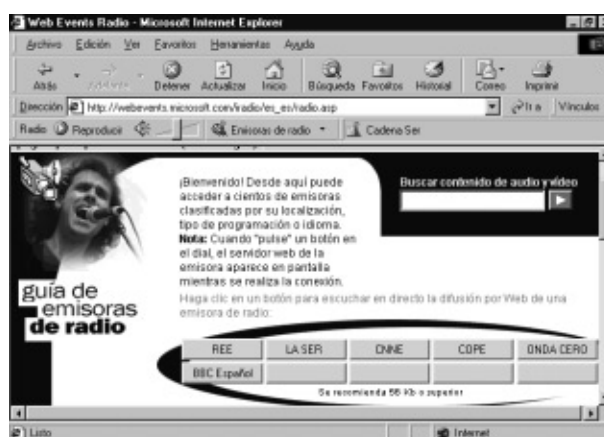 Web Events Radio - Microsoft Internet Explorer
Archivo Edición Ver Favoritos Herramientas Ayuda
Atrás Adelante Detener Actualizar Inicio Búsqueda Favoritos Historial Correo Imprimir
Dirección http://webevents.microsoft.com/iradio/es_es/radio.asp Ir a Vínculos
Radio Reproducir Emisoras de radio Cadena Ser
¡Bienvenido! Desde aquí puede
acceder a cientos de emisoras
clasificadas por su localización,
tipo de programación o idioma.
Nota: Cuando "pulse" un botón en
el dial, el servidor web de la
emisora aparece en pantalla
mientras se realiza la conexión.
Buscar contenido de audio y vídeo
guía de
emisoras
de radio
Haga clic en un botón para escuchar en directo la difusión por Web de una
emisora de radio:
REE LA SER CNNE COPE ONDA CERO
BBC Español
Se recomienda 56 Kb o superior
Listo Internet